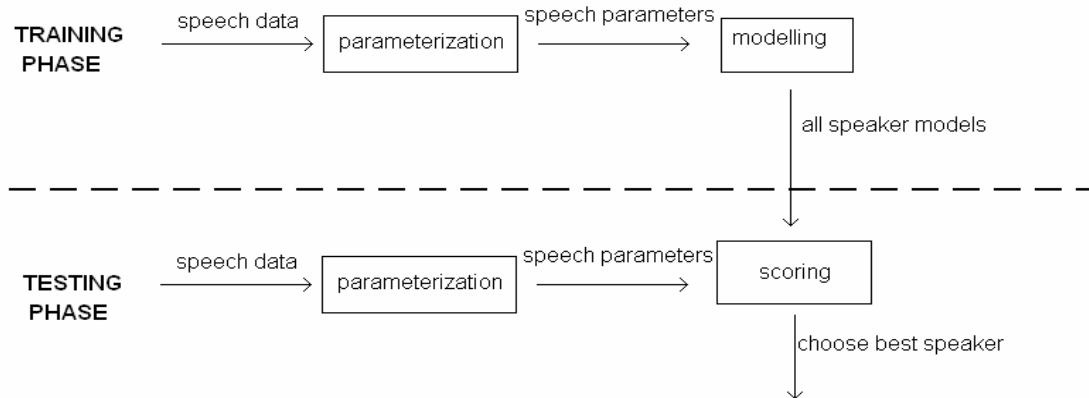 speech data
speech parameters
TRAINING
PHASE
parameterization
modelling
all speaker models
speech data
speech parameters
TESTING
PHASE
parameterization
scoring
choose best speaker